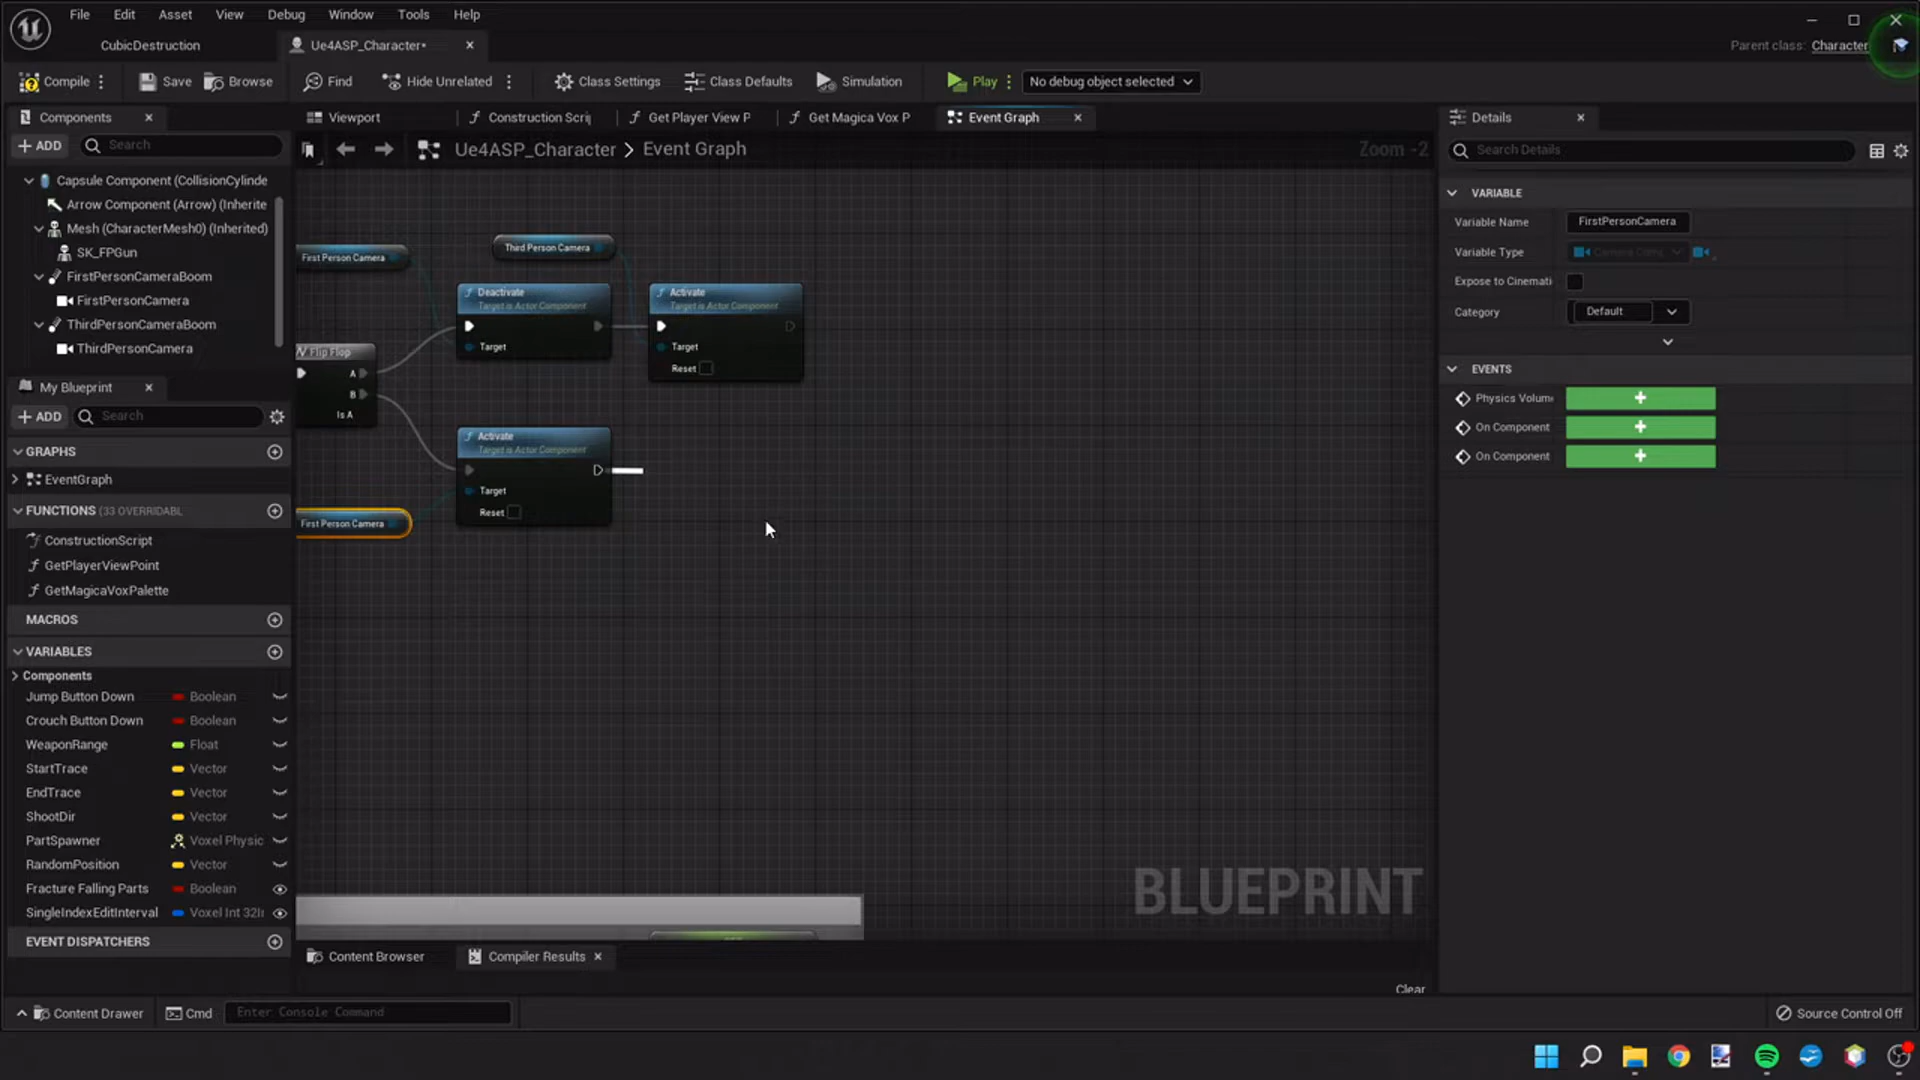 File Edit Asset View Debug Window Tools Help
CubicDestruction
Ue4ASP_Character•
Parent class: Character
Compile
Save
Browse
Find
Hide Unrelated
Class Settings
Class Defaults
Simulation
Play
No debug object selected
Components
ADD
Search
Capsule Component (CollisionCylinde
Arrow Component (Arrow) (Inherite
Mesh (CharacterMesh0) (Inherited)
SK_FPGun
FirstPersonCameraBoom
FirstPersonCamera
ThirdPersonCameraBoom
ThirdPersonCamera
My Blueprint
ADD
Search
GRAPHS
EventGraph
FUNCTIONS (33 OVERRIDABL
ConstructionScript
GetPlayerViewPoint
GetMagicaVoxPalette
MACROS
VARIABLES
Components
Jump Button Down Boolean
Crouch Button Down Boolean
WeaponRange Float
StartTrace Vector
EndTrace Vector
ShootDir Vector
PartSpawner Voxel Physic
RandomPosition Vector
Fracture Falling Parts Boolean
SingleIndexEditInterval Voxel Int 32I
EVENT DISPATCHERS
Viewport
Construction Scri
Get Player View P
Get Magica Vox P
Event Graph
Ue4ASP_Character > Event Graph
Zoom -2
First Person Camera
Third Person Camera
Deactivate
Target is Actor Component
Target
Activate
Target is Actor Component
Target
Reset
Flip Flop
A
B
Is A
Activate
Target is Actor Component
Target
Reset
First Person Camera
BLUEPRINT
Content Browser
Compiler Results
Clear
Details
Search Details
VARIABLE
Variable Name FirstPersonCamera
Variable Type Camera Comp
Expose to Cinemati
Category Default
EVENTS
Physics Volum
On Component
On Component
Content Drawer
Cmd
Enter Console Command
Source Control Off